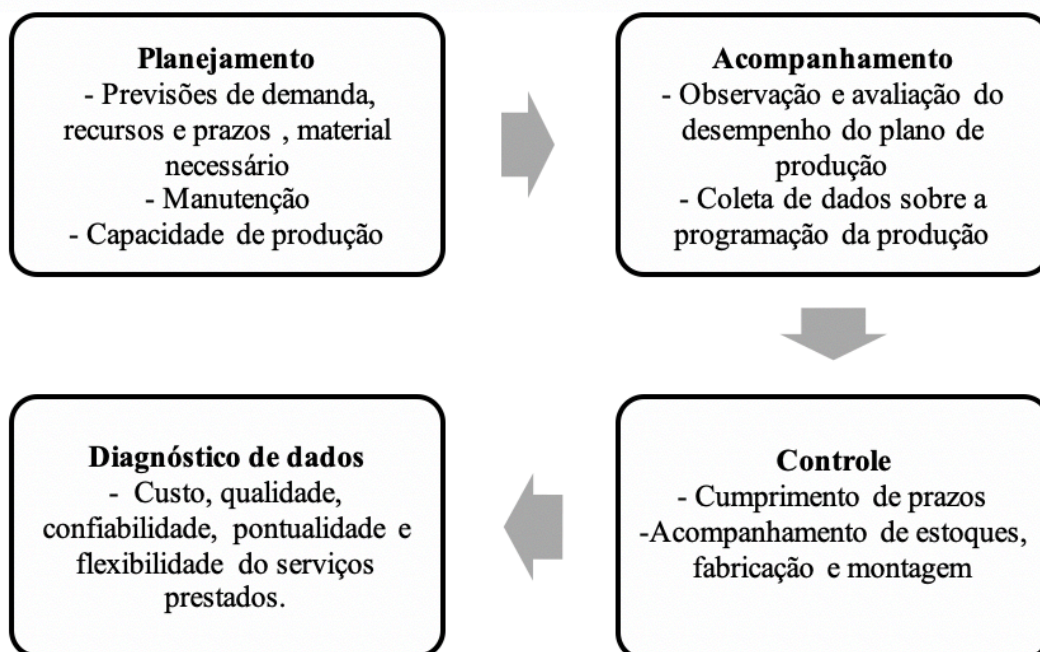 Planejamento
- Previsões de demanda,
recursos e prazos , material
necessário
- Manutenção
- Capacidade de produção
Acompanhamento
- Observação e avaliação do
desempenho do plano de
produção
- Coleta de dados sobre a
programação da produção
Controle
- Cumprimento de prazos
-Acompanhamento de estoques,
fabricação e montagem
Diagnóstico de dados
- Custo, qualidade,
confiabilidade, pontualidade e
flexibilidade do serviços
prestados.